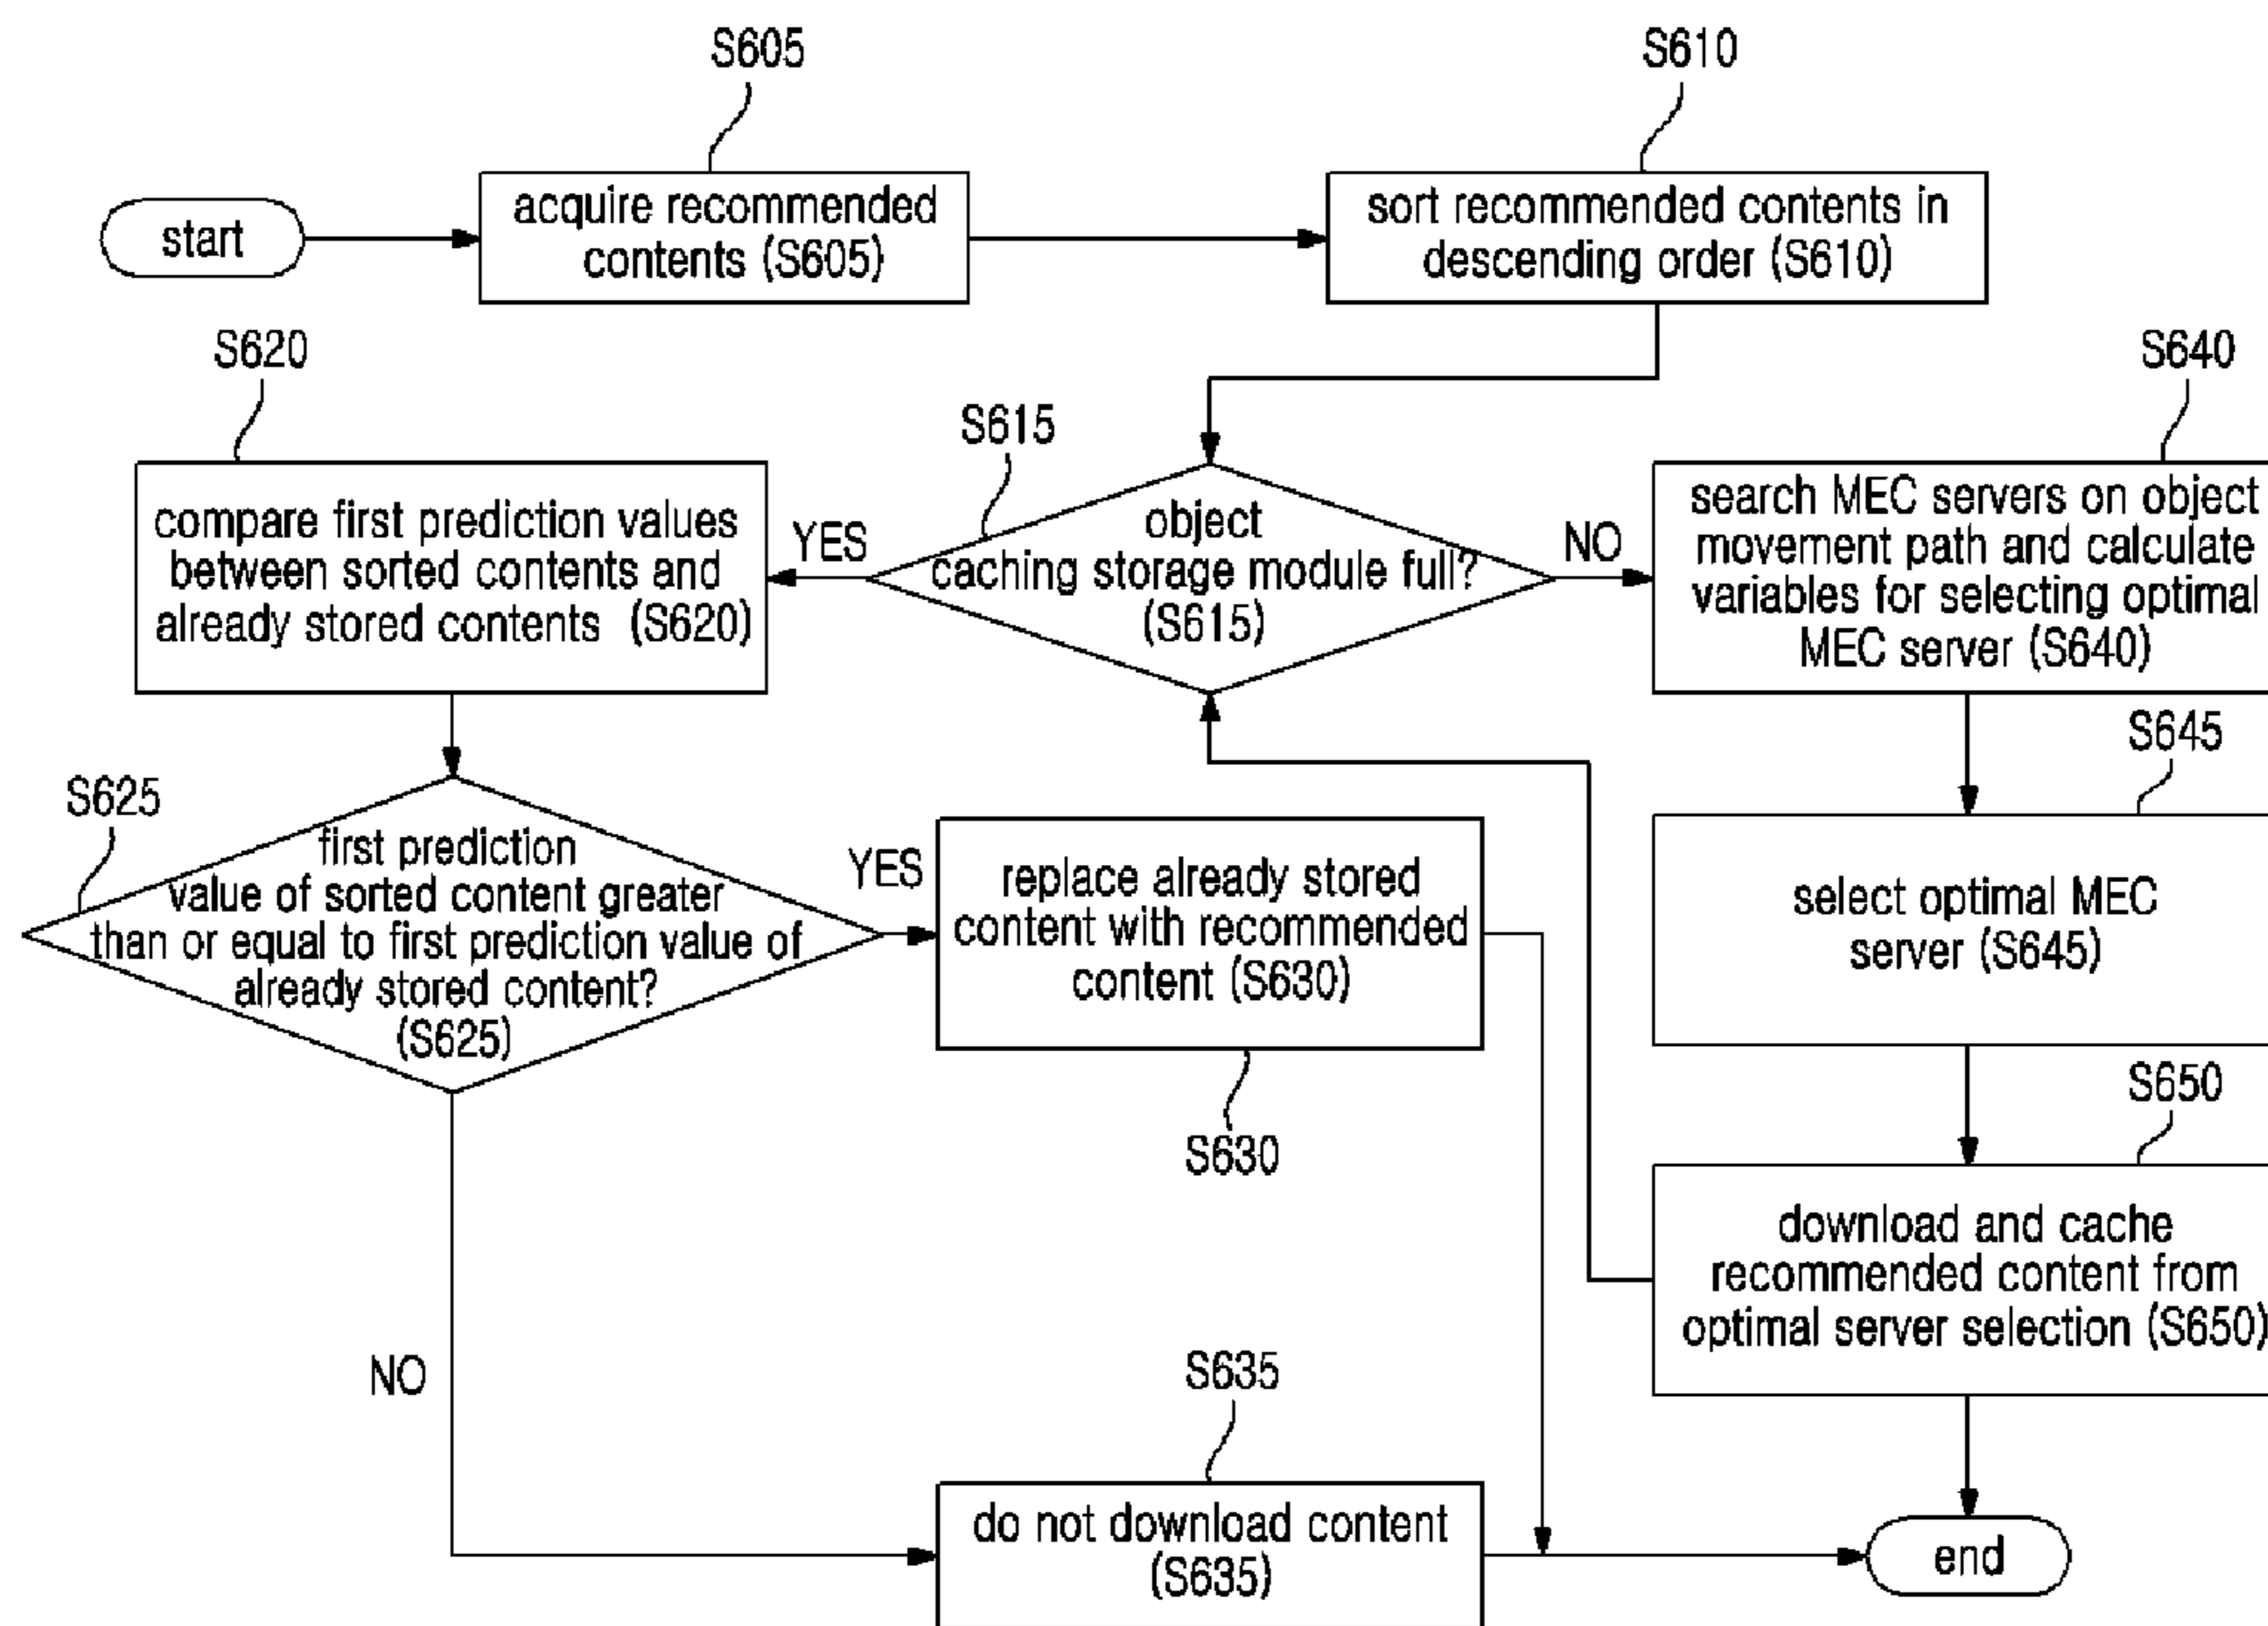 S605
S610
start
acquire recommended
contents (S605)
sort recommended contents in
descending order (S610)
S620
S615
S640
compare first prediction values
between sorted contents and
already stored contents (S620)
YES
object
caching storage module full?
(S615)
NO
search MEC servers on object
movement path and calculate
variables for selecting optimal
MEC server (S640)
S625
first prediction
value of sorted content greater
than or equal to first prediction value of
already stored content?
(S625)
YES
replace already stored
content with recommended
content (S630)
S630
S645
select optimal MEC
server (S645)
S650
download and cache
recommended content from
optimal server selection (S650)
NO
S635
do not download content
(S635)
end